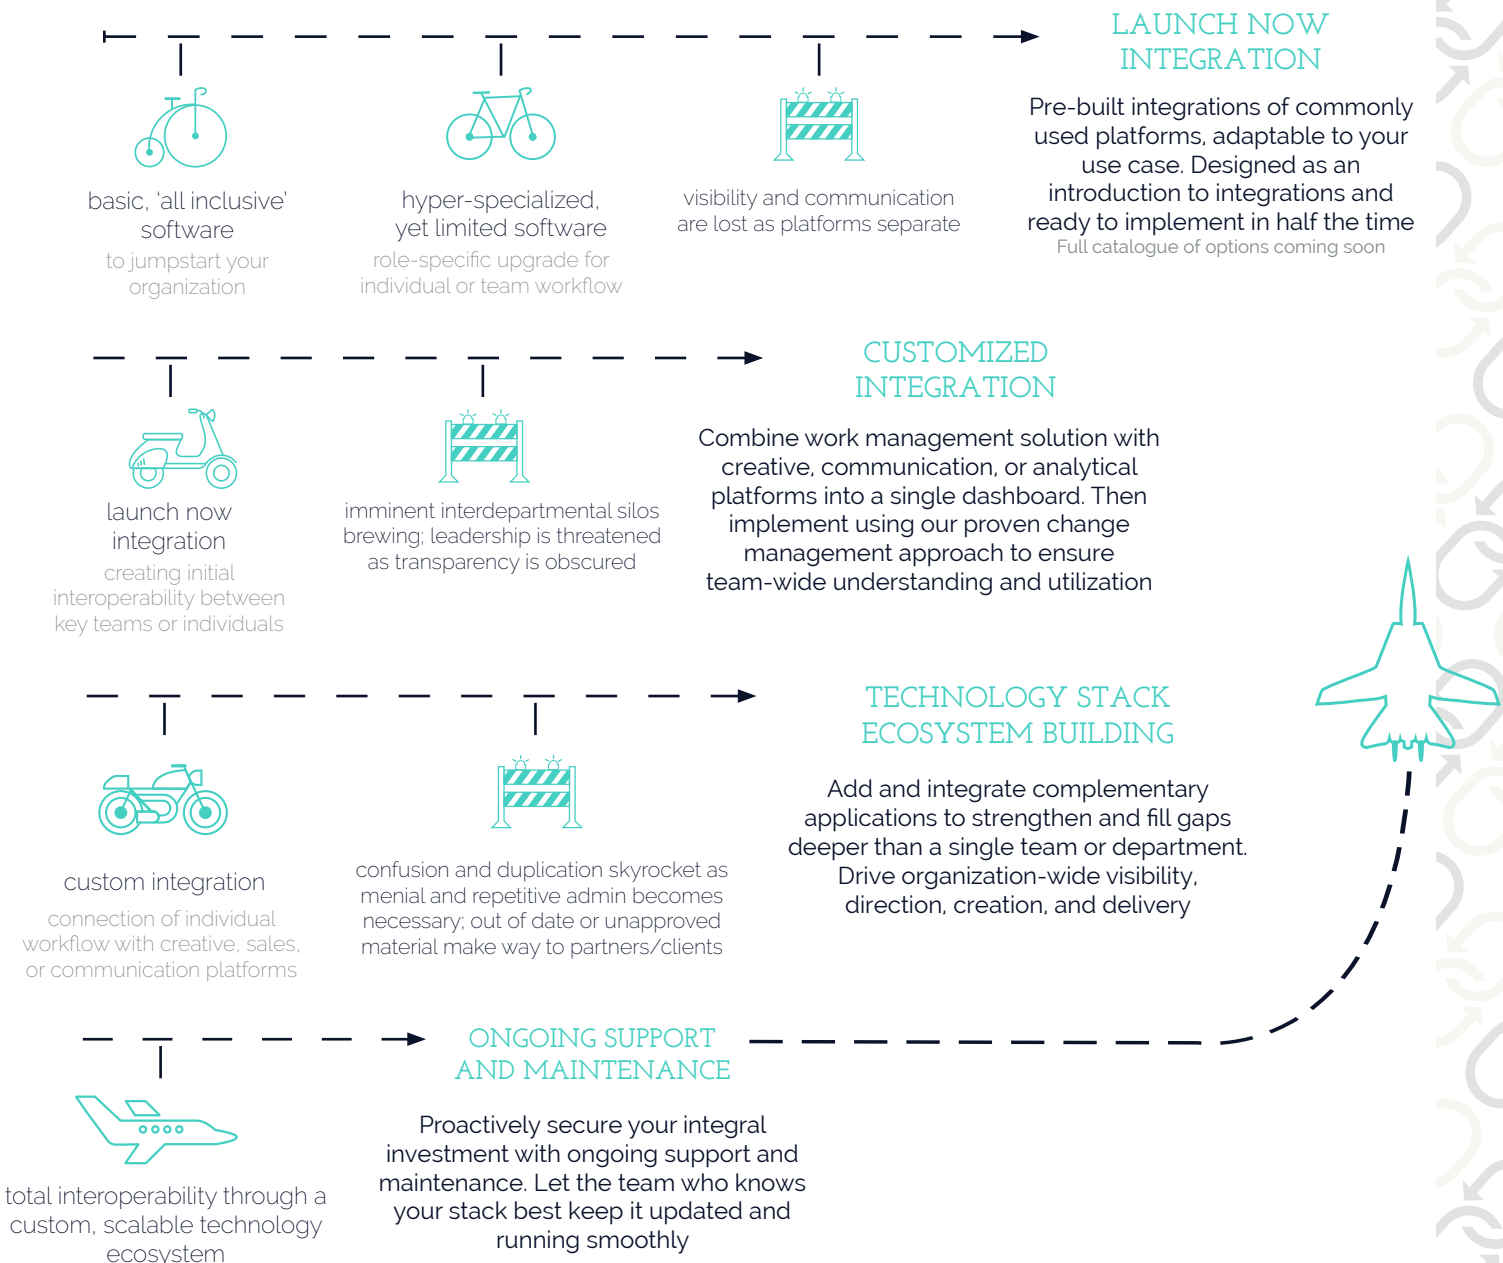 LAUNCH NOW
INTEGRATION
Pre-built integrations of commonly
used platforms, adaptable to your
use case. Designed as an
introduction to integrations and
ready to implement in half the time
Full catalogue of options coming soon
basic, ‘all inclusive’
software
to jumpstart your
organization
hyper-specialized,
yet limited software
role-specific upgrade for
individual or team workflow
visibility and communication
are lost as platforms separate
CUSTOMIZED
INTEGRATION
Combine work management solution with
creative, communication, or analytical
platforms into a single dashboard. Then
implement using our proven change
management approach to ensure
team-wide understanding and utilization
launch now
integration
creating initial
interoperability between
key teams or individuals
imminent interdepartmental silos
brewing; leadership is threatened
as transparency is obscured
TECHNOLOGY STACK
ECOSYSTEM BUILDING
Add and integrate complementary
applications to strengthen and fill gaps
deeper than a single team or department.
Drive organization-wide visibility,
direction, creation, and delivery
custom integration
connection of individual
workflow with creative, sales,
or communication platforms
confusion and duplication skyrocket as
menial and repetitive admin becomes
necessary; out of date or unapproved
material make way to partners/clients
ONGOING SUPPORT
AND MAINTENANCE
Proactively secure your integral
investment with ongoing support and
maintenance. Let the team who knows
your stack best keep it updated and
running smoothly
total interoperability through a
custom, scalable technology
ecosystem